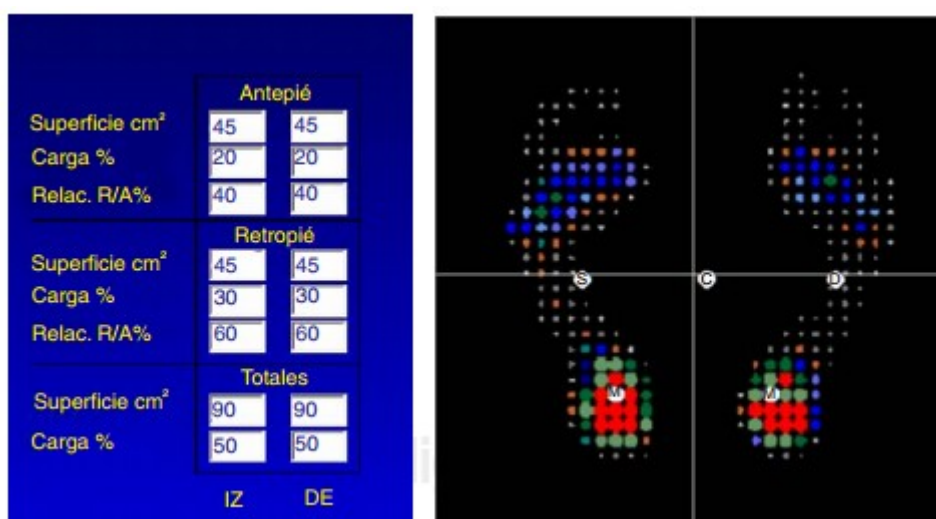 Antepié
Superficie cm² 45 45
Carga % 20 20
Relac. R/A% 40 40
Retropié
Superficie cm² 45 45
Carga % 30 30
Relac. R/A% 60 60
Totales
Superficie cm² 90 90
Carga % 50 50
IZ DE
S C D
M M